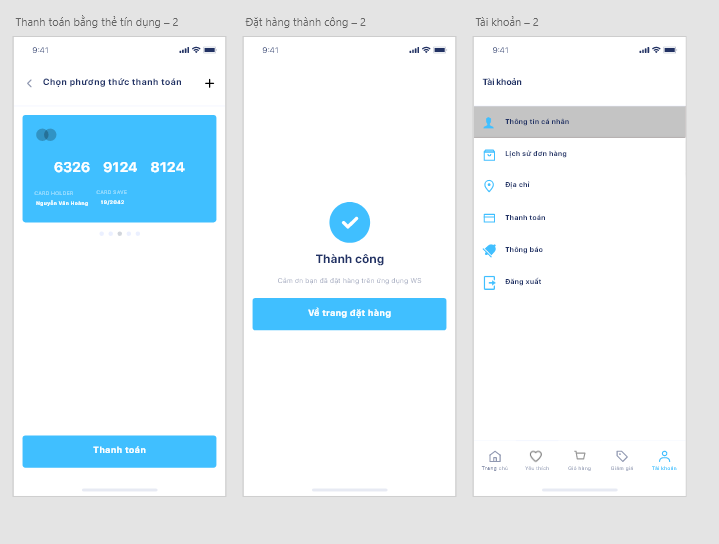 Thanh toán bằng thẻ tín dụng – 2
9:41
Chọn phương thức thanh toán
6326 9124 8124
CARD HOLDER CARD SAVE
Nguyễn Văn Hoàng 10/2042
Thanh toán
Đặt hàng thành công – 2
9:41
Thành công
Cám ơn bạn đã đặt hàng trên ứng dụng WS
Về trang đặt hàng
Tài khoản – 2
9:41
Tài khoản
Thông tin cá nhân
Lịch sử đơn hàng
Địa chỉ
Thanh toán
Thông báo
Đăng xuất
Trang chủ Yêu thích Giỏ hàng Giảm giá Tài khoản